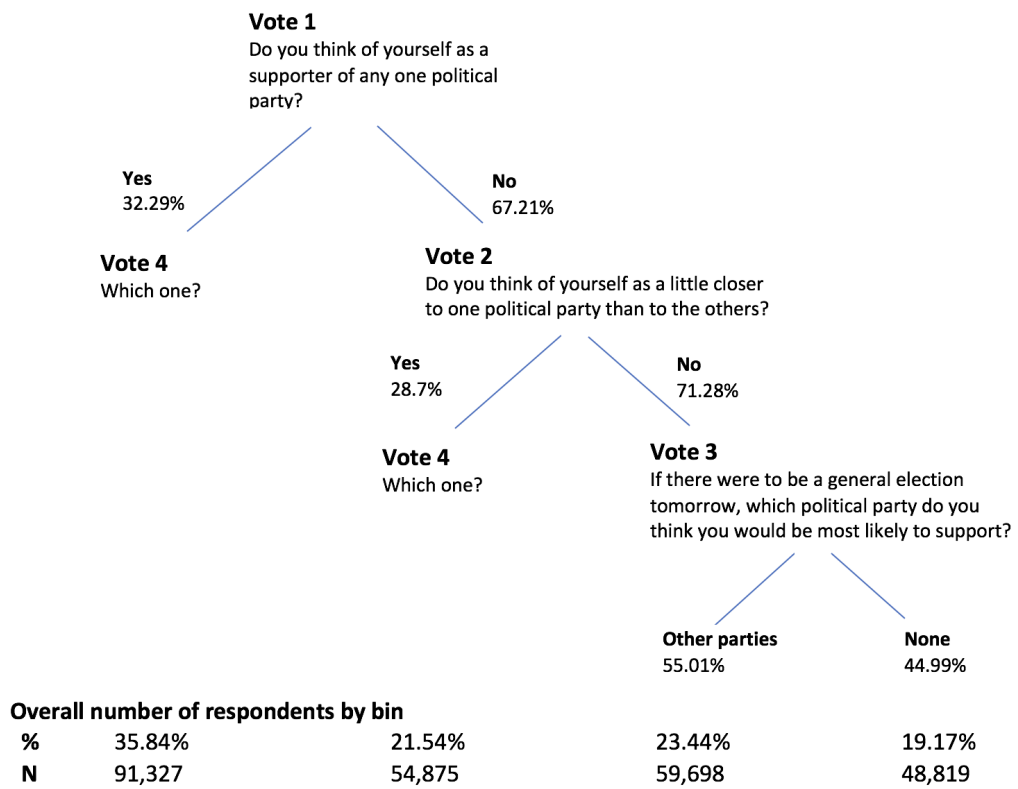 Vote 1
Do you think of yourself as a
supporter of any one political
party?
Yes
32.29%
No
67.21%
Vote 4
Which one?
Vote 2
Do you think of yourself as a little closer
to one political party than to the others?
Yes
28.7%
No
71.28%
Vote 4
Which one?
Vote 3
If there were to be a general election
tomorrow, which political party do you
think you would be most likely to support?
Other parties
55.01%
None
44.99%
Overall number of respondents by bin
% 35.84% 21.54% 23.44% 19.17%
N 91,327 54,875 59,698 48,819